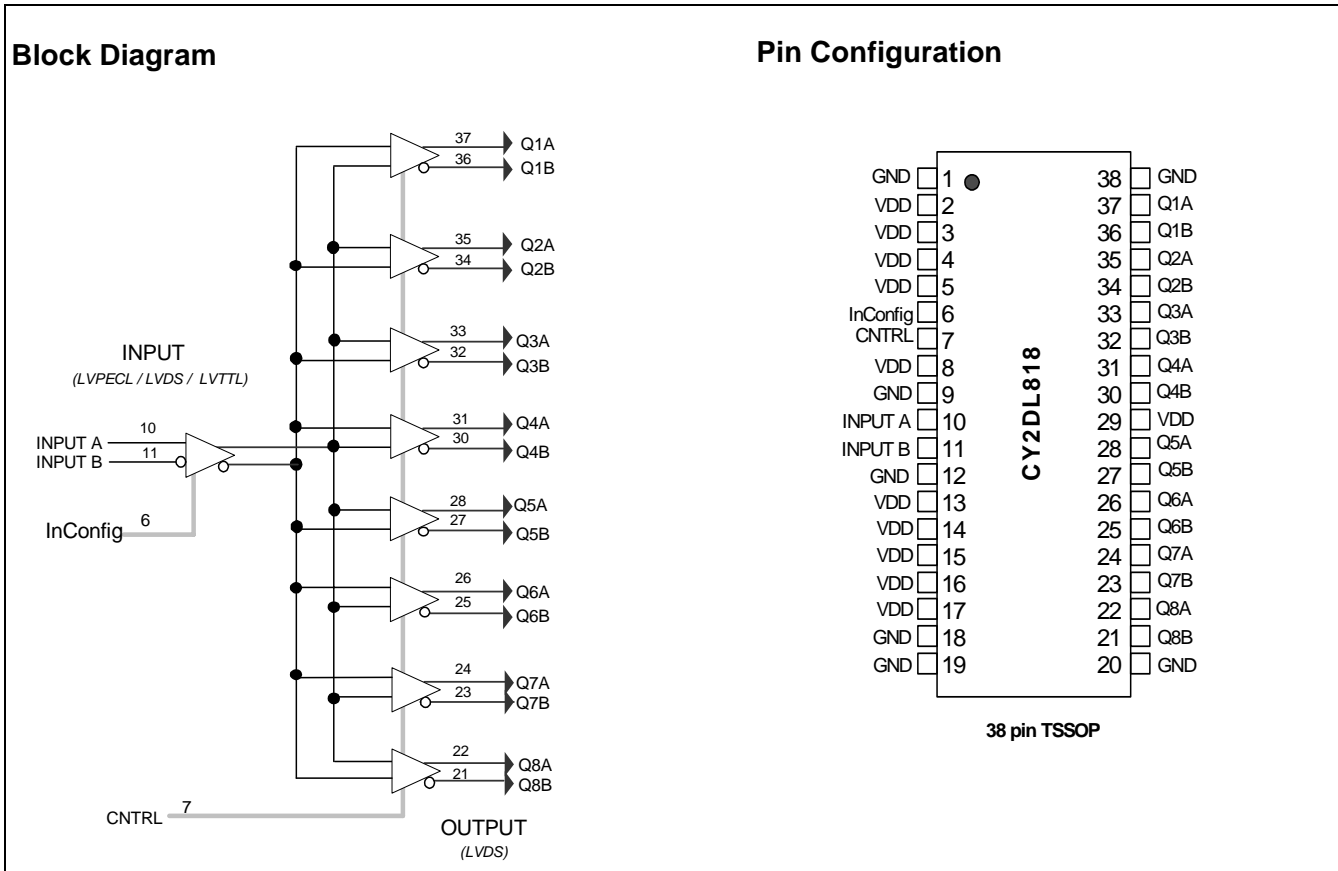 Block Diagram
Pin Configuration
INPUT
(LVPECL / LVDS / LVTTL)
INPUT A
10
INPUT B
11
InConfig
6
CNTRL
7
37
Q1A
36
Q1B
35
Q2A
34
Q2B
33
Q3A
32
Q3B
31
Q4A
30
Q4B
28
Q5A
27
Q5B
26
Q6A
25
Q6B
24
Q7A
23
Q7B
22
Q8A
21
Q8B
OUTPUT
(LVDS)
GND 1 38 GND
VDD 2 37 Q1A
VDD 3 36 Q1B
VDD 4 35 Q2A
VDD 5 34 Q2B
InConfig 6 33 Q3A
CNTRL 7 32 Q3B
VDD 8 31 Q4A
GND 9 30 Q4B
INPUT A 10 29 VDD
INPUT B 11 28 Q5A
GND 12 27 Q5B
VDD 13 26 Q6A
VDD 14 25 Q6B
VDD 15 24 Q7A
VDD 16 23 Q7B
VDD 17 22 Q8A
GND 18 21 Q8B
GND 19 20 GND
CY2DL818
38 pin TSSOP